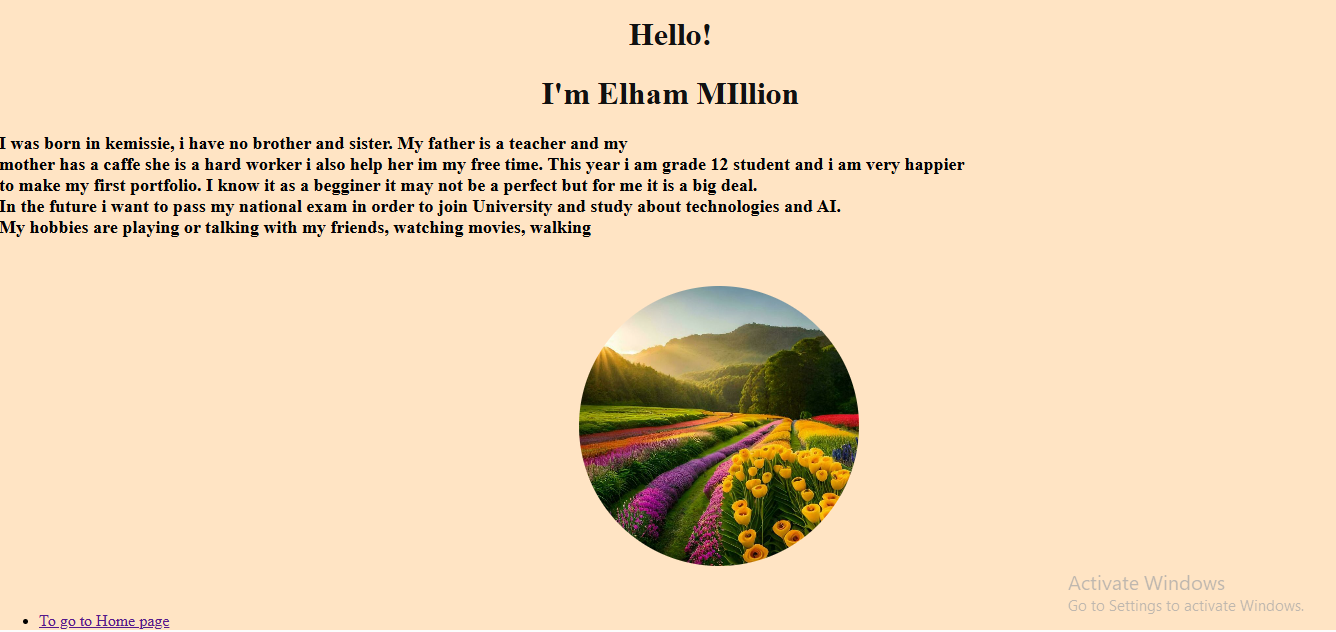 Hello!
I'm Elham MIllion
I was born in kemissie, i have no brother and sister. My father is a teacher and my
mother has a caffe she is a hard worker i also help her im my free time. This year i am grade 12 student and i am very happier
to make my first portfolio. I know it as a begginer it may not be a perfect but for me it is a big deal.
In the future i want to pass my national exam in order to join University and study about technologies and AI.
My hobbies are playing or talking with my friends, watching movies, walking
Activate Windows
Go to Settings to activate Windows.
To go to Home page